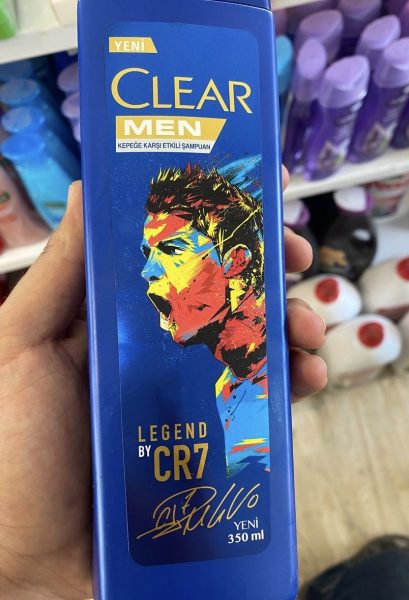 YENİ
CLEAR
MEN
KEPEĞE KARŞI ETKİLİ ŞAMPUAN
LEGEND
BY CR7
YENİ
350 ml